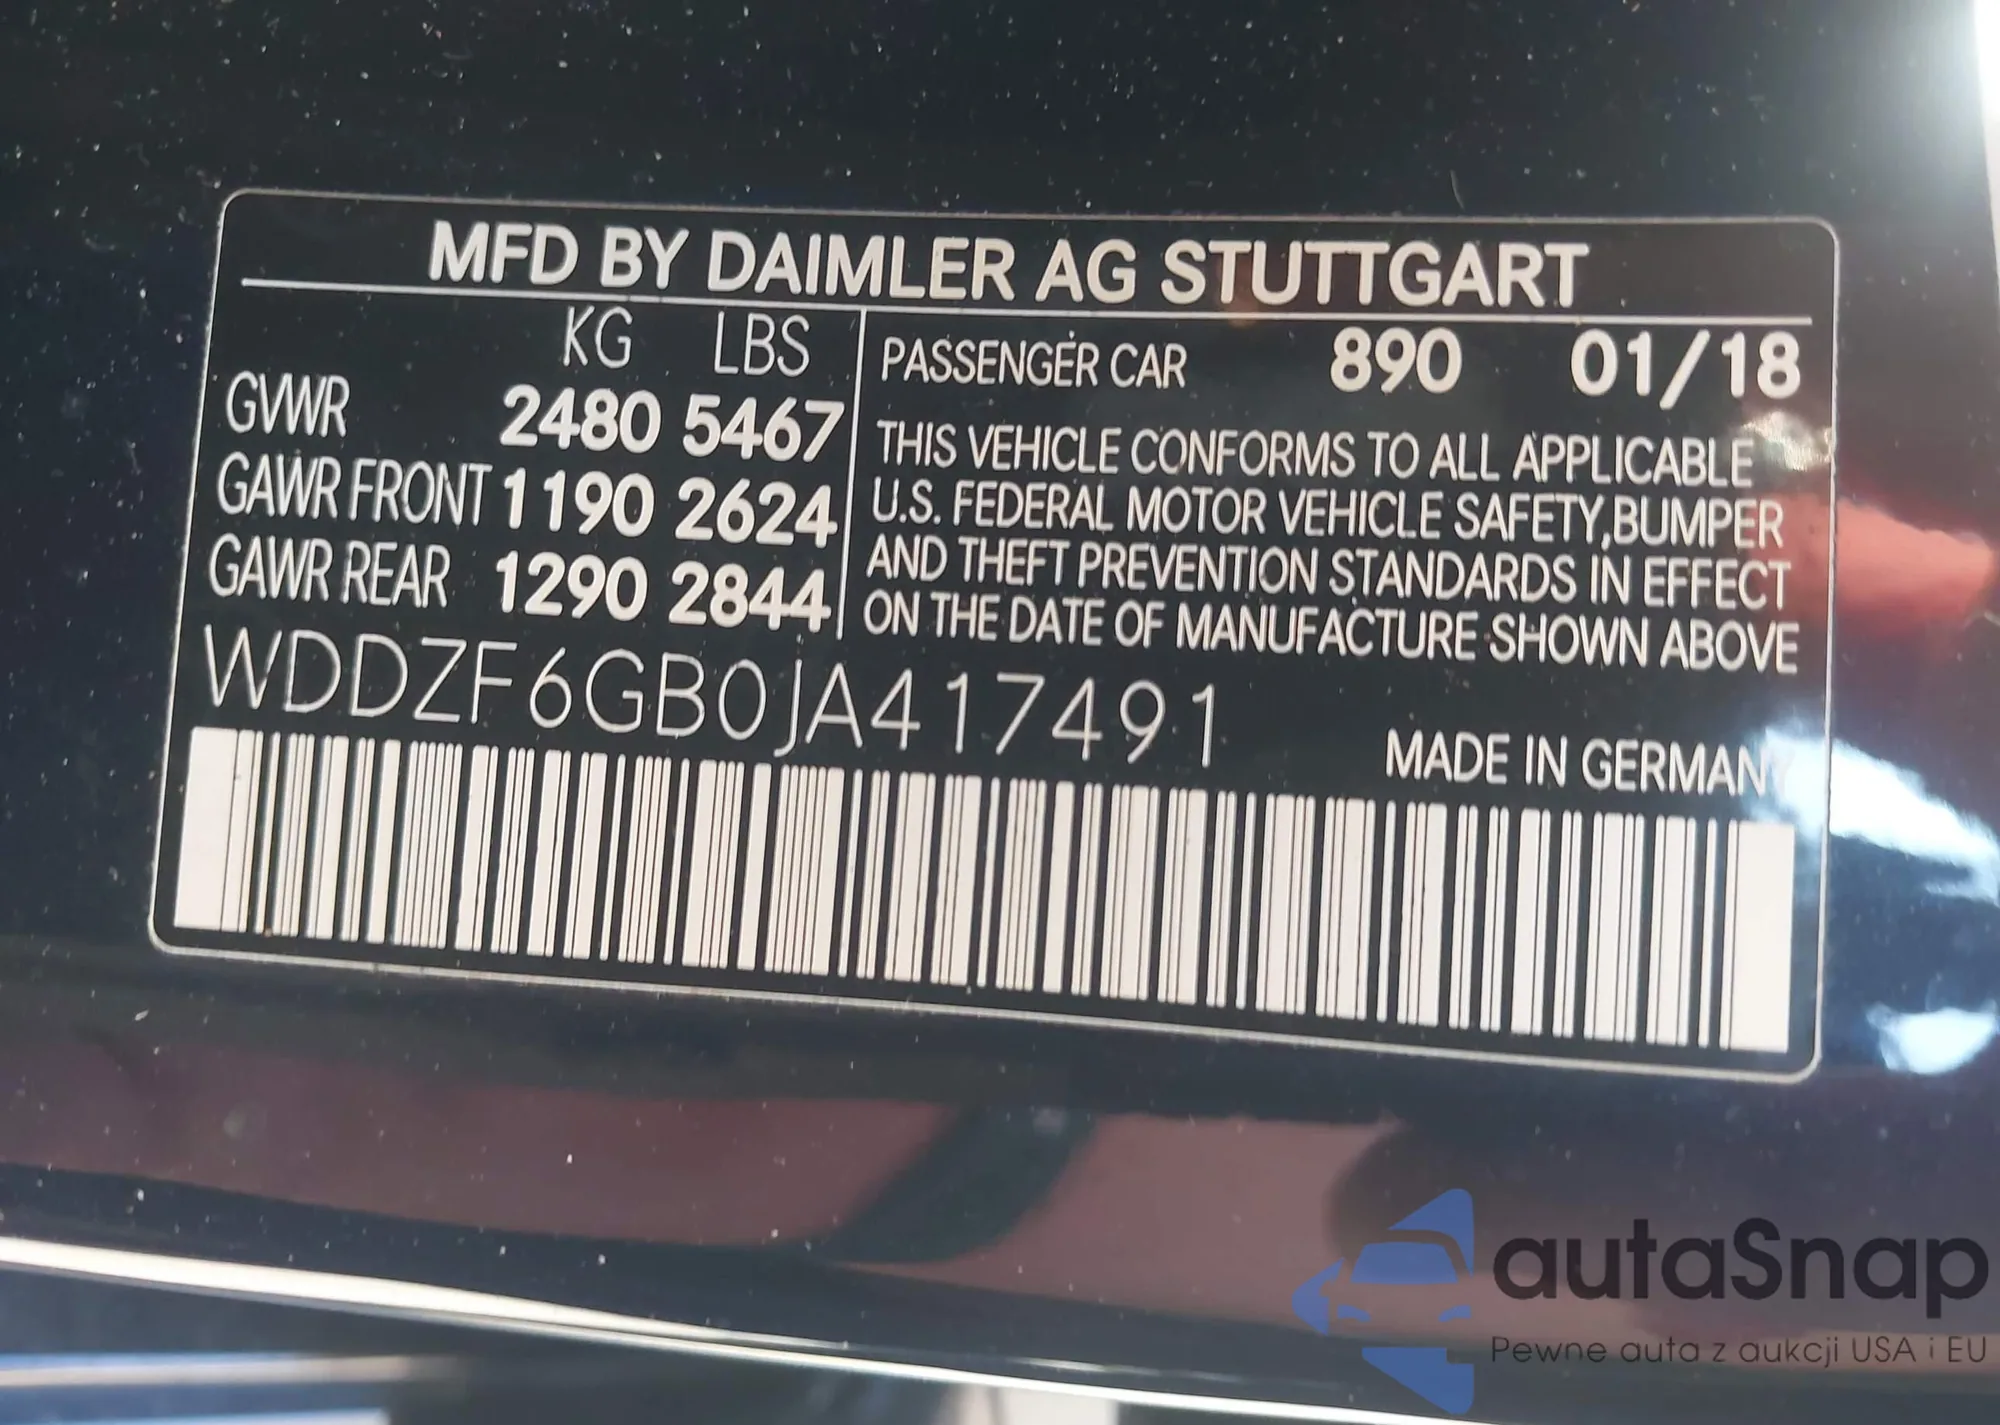 MFD BY DAIMLER AG STUTTGART
KG LBS
GVWR 2480 5467
GAWR FRONT 1190 2624
GAWR REAR 1290 2844
PASSENGER CAR 890 01/18
THIS VEHICLE CONFORMS TO ALL APPLICABLE
U.S. FEDERAL MOTOR VEHICLE SAFETY,BUMPER
AND THEFT PREVENTION STANDARDS IN EFFECT
ON THE DATE OF MANUFACTURE SHOWN ABOVE
WDDZF6GB0JA417491
MADE IN GERMANY
autaSnap
Pewne auta z aukcji USA i EU